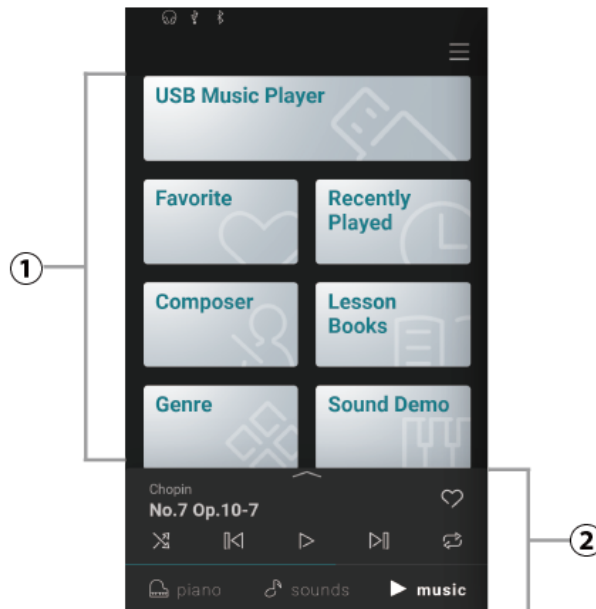 USB Music Player
Favorite
Recently
Played
Composer
Lesson
Books
Genre
Sound Demo
Chopin
No.7 Op.10-7
piano
sounds
music
1
2